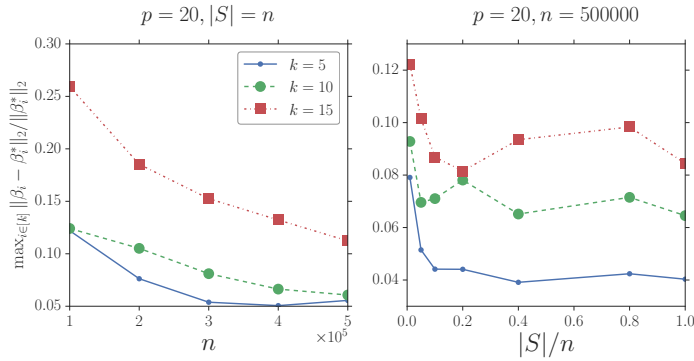 p = 20, |S| = n
p = 20, n = 500000
max_{i∈[k]} ||β_i − β_i^*||_2/||β_i^*||_2
0.30
0.25
0.20
0.15
0.10
0.05
k = 5
k = 10
k = 15
1 2 3 4 5
×10^5
n
0.12
0.10
0.08
0.06
0.04
0.0 0.2 0.4 0.6 0.8 1.0
|S|/n